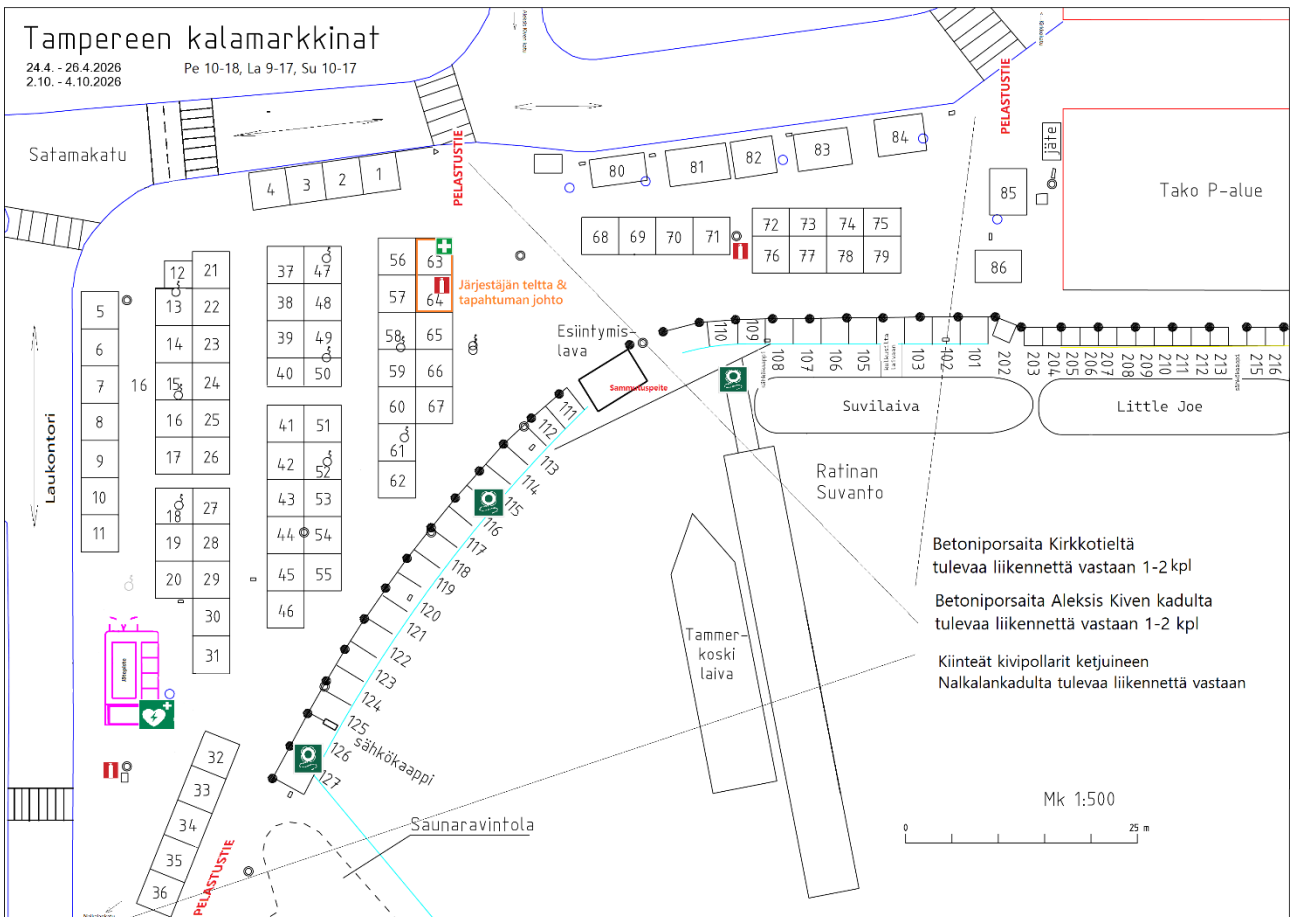 Tampereen kalamarkkinat
24.4. - 26.4.2026
Pe 10-18, La 9-17, Su 10-17
2.10. - 4.10.2026
Satamakatu
PELASTUSTIE
PELASTUSTIE
jäte
Tako P-alue
4 3 2 1
80 81 82 83 84
85
86
68 69 70 71
72 73 74 75
76 77 78 79
12 21
13 22
14 23
15 24
16 25
17 26
18 27
19 28
20 29
30
31
5
6
7
8
9
10
11
16
Laukontori
37 47
38 48
39 49
40 50
41 51
42 52
43 53
44 54
45 55
46
56 63
57 64
58 65
59 66
60 67
61
62
Järjestäjän teltta &
tapahtuman johto
Esiintymis-
lava
Sammutuspeite
110 109 108 107 106 105 103 102 101 202 203 204 205 206 207 208 209 210 211 212 213 215 216
sähkökaappi
Suvilaiva
Little Joe
111
112
113
114
115
116
117
118
119
120
121
122
123
124
125
126
127
sähkökaappi
Ratinan
Suvanto
Tammer-
koski
laiva
Betoniporsaita Kirkkotieltä
tulevaa liikennettä vastaan 1-2 kpl
Betoniporsaita Aleksis Kiven kadulta
tulevaa liikennettä vastaan 1-2 kpl
Kiinteät kivipollarit ketjuineen
Nalkalankadulta tulevaa liikennettä vastaan
32
33
34
35
36
PELASTUSTIE
Saunaravintola
Mk 1:500
0 25 m